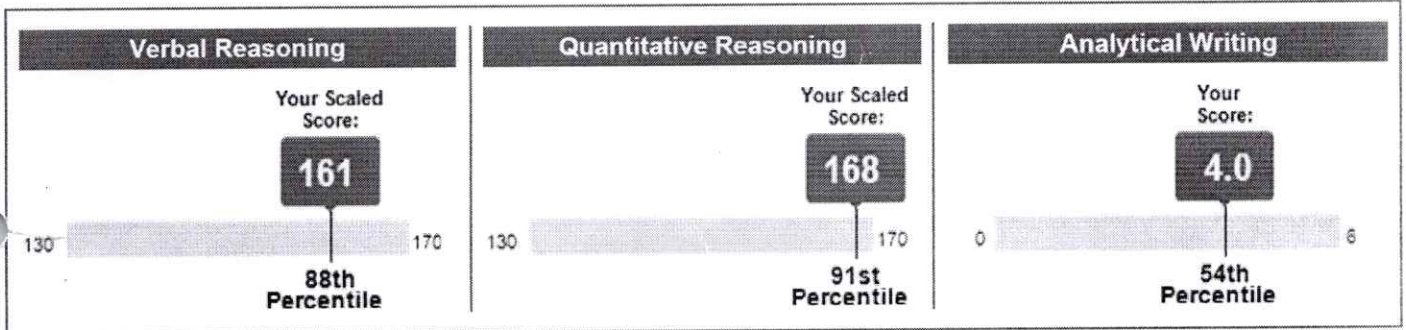 Verbal Reasoning
Your Scaled
Score:
161
130
170
88th
Percentile
Quantitative Reasoning
Your Scaled
Score:
168
130
170
91st
Percentile
Analytical Writing
Your
Score:
4.0
0
6
54th
Percentile